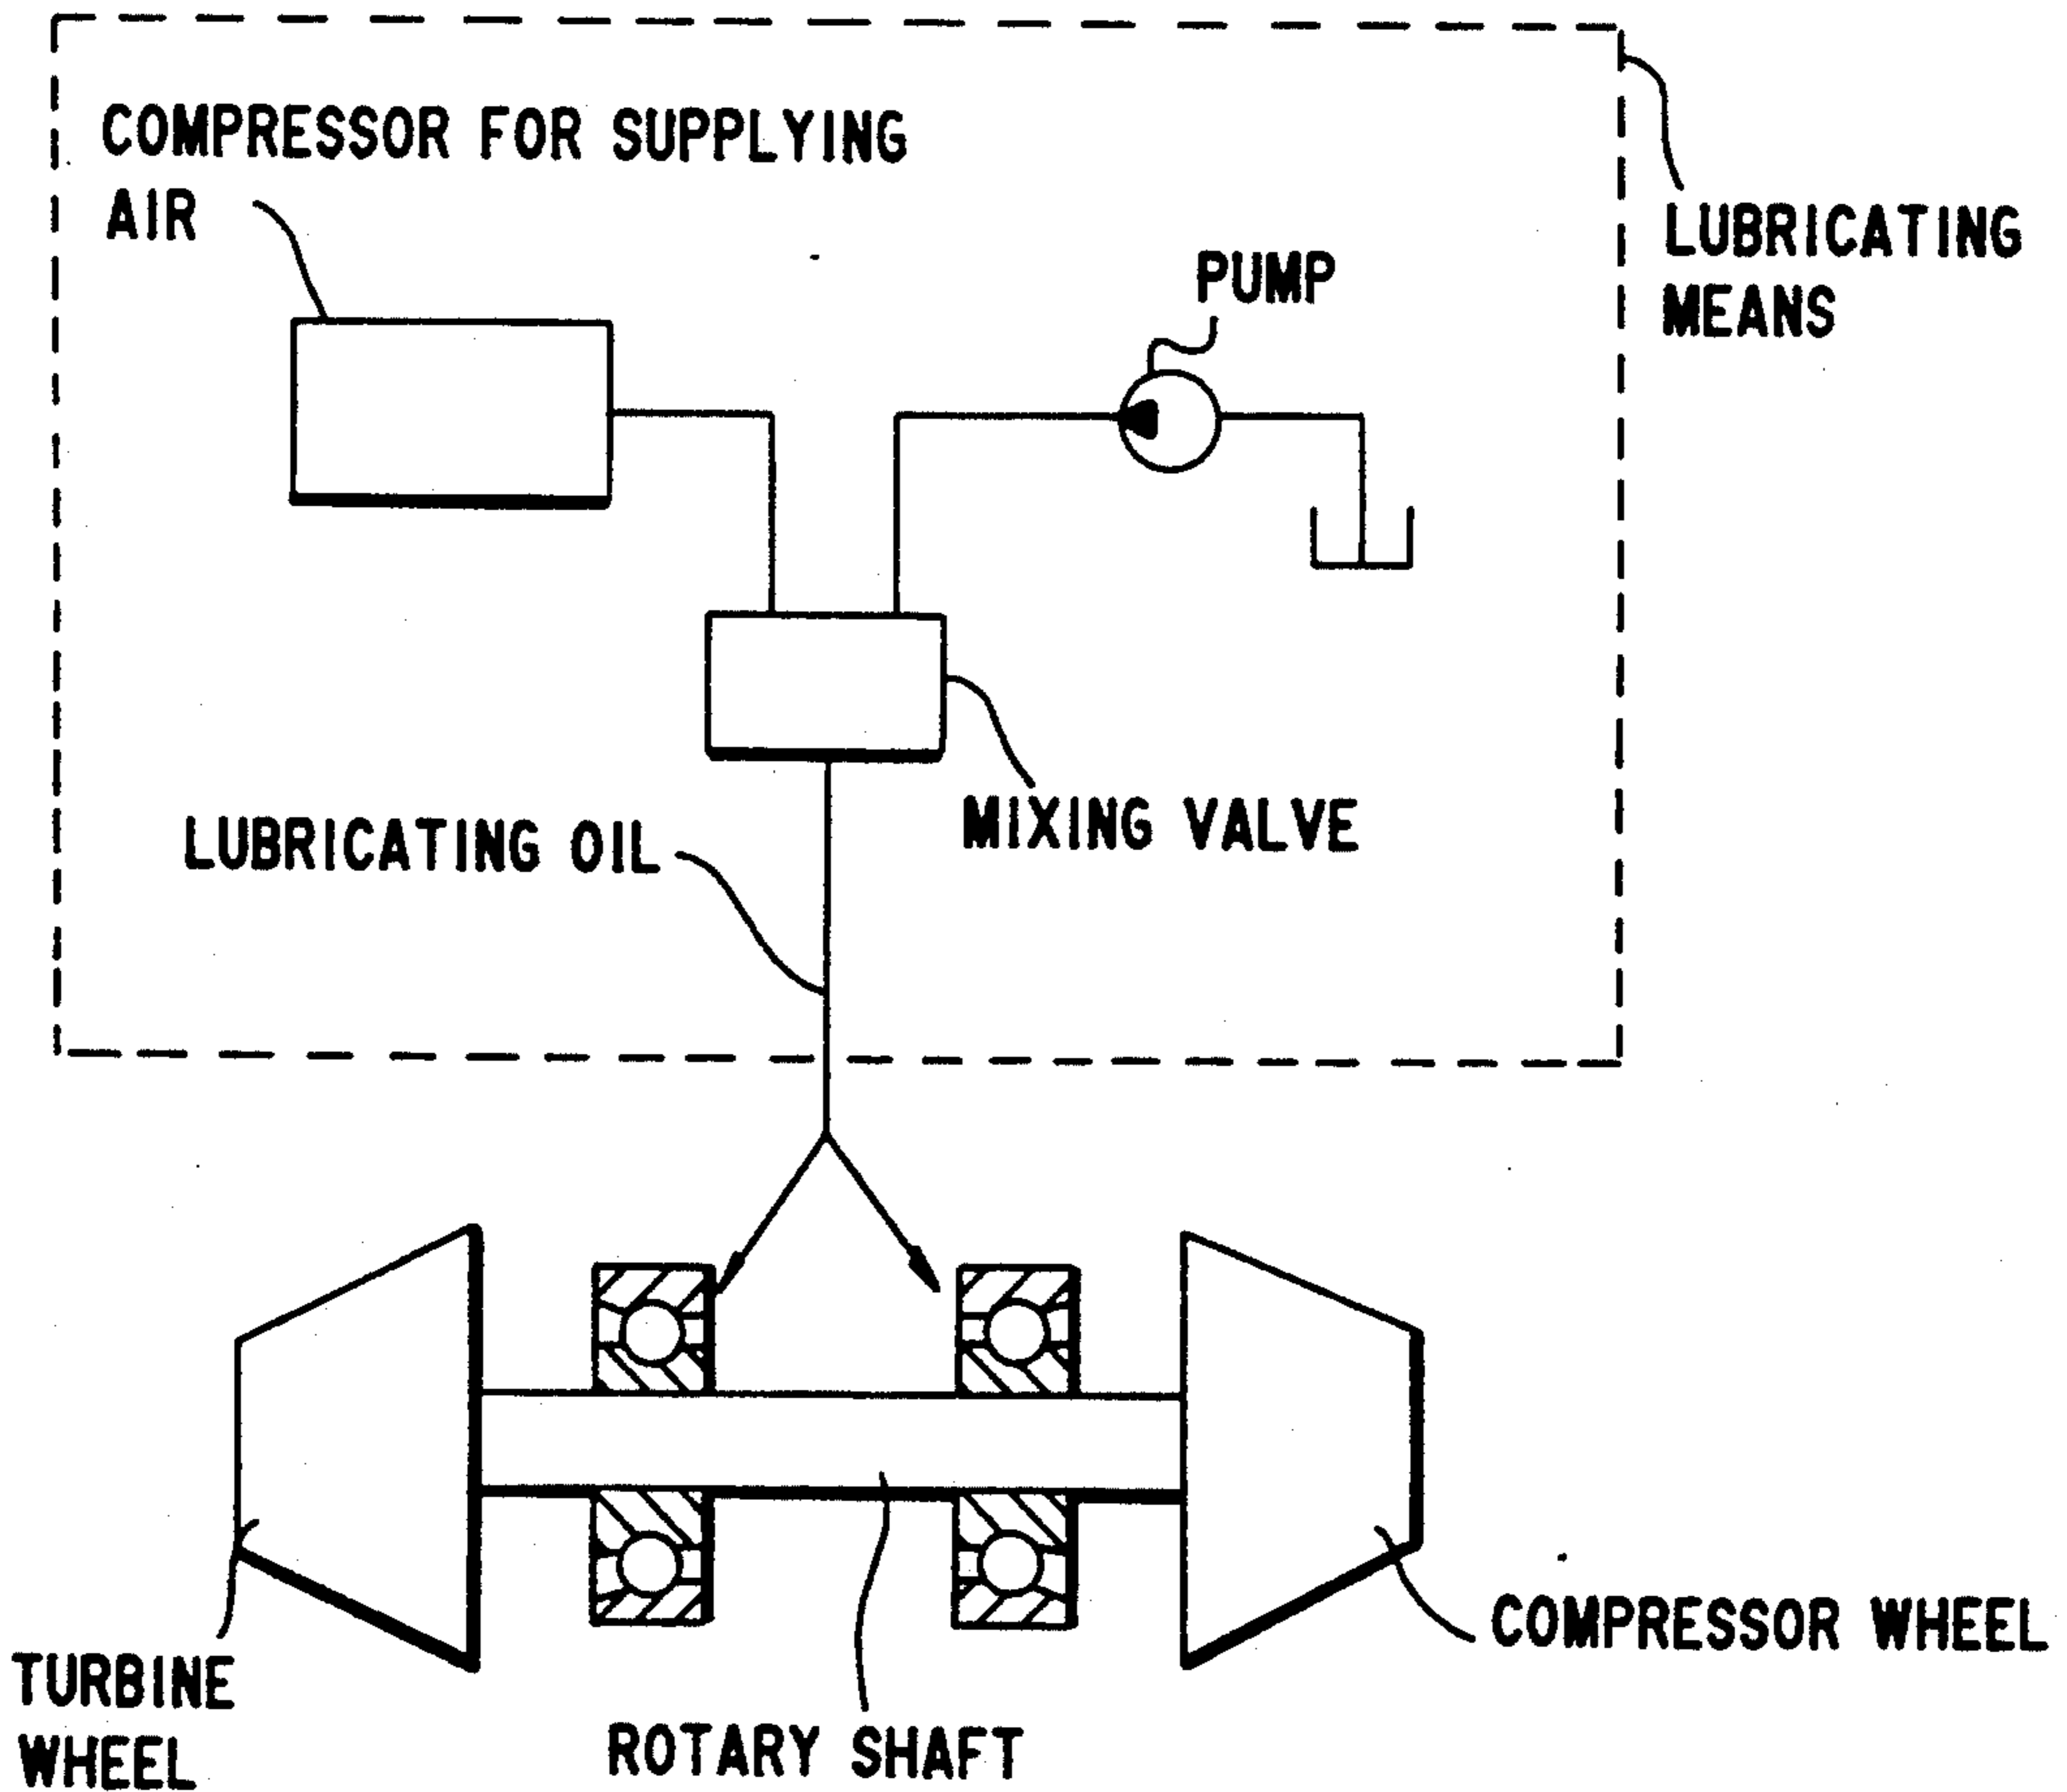 COMPRESSOR FOR SUPPLYING
AIR
LUBRICATING
MEANS
PUMP
MIXING VALVE
LUBRICATING OIL
COMPRESSOR WHEEL
TURBINE
WHEEL
ROTARY SHAFT